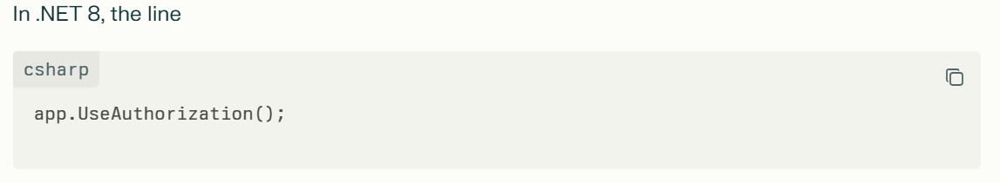 In .NET 8, the line
csharp
app.UseAuthorization();